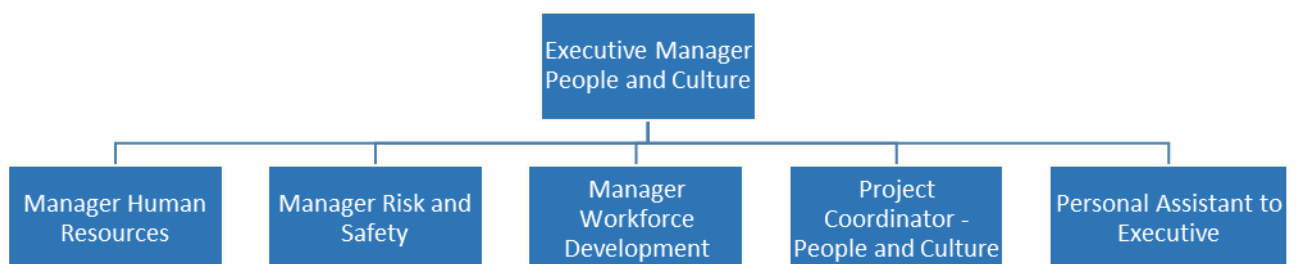 Executive Manager
People and Culture
Manager Human
Resources
Manager Risk and
Safety
Manager
Workforce
Development
Project
Coordinator -
People and Culture
Personal Assistant to
Executive